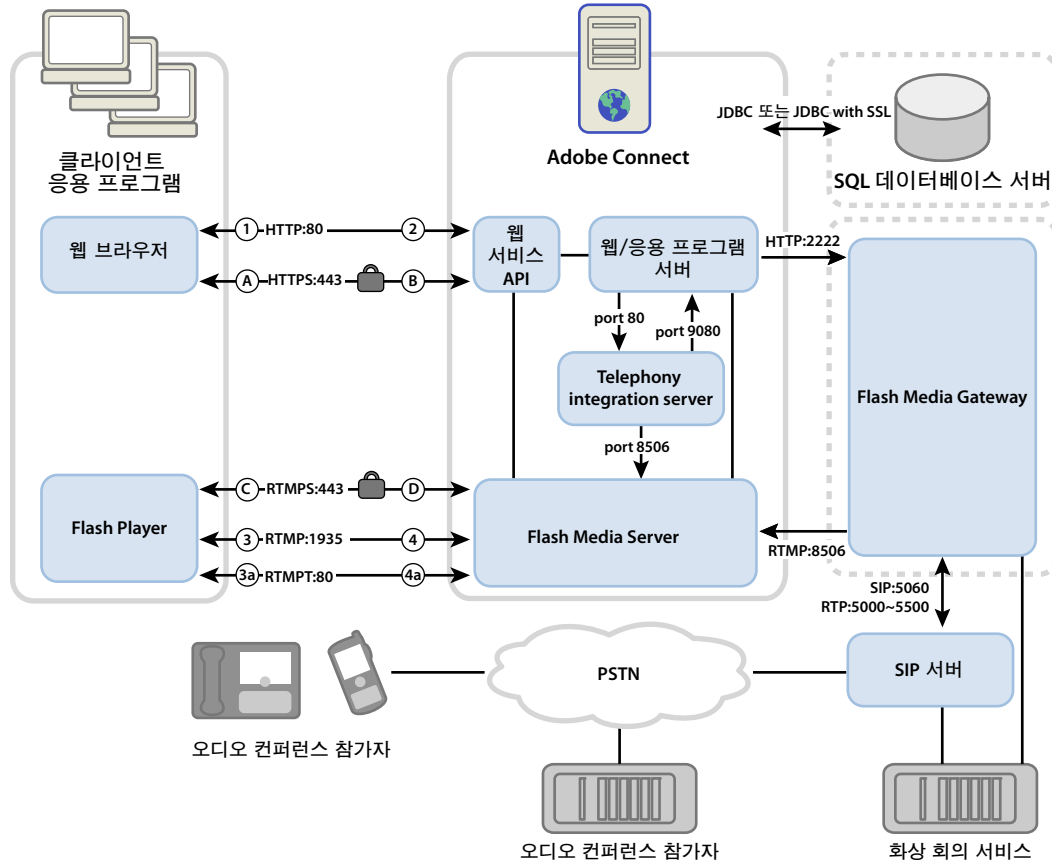 클라이언트
응용 프로그램
Adobe Connect
JDBC 또는 JDBC with SSL
SQL 데이터베이스 서버
웹 브라우저
1 HTTP:80 2
A HTTPS:443 B
웹
서비스
API
웹/응용 프로그램
서버
HTTP:2222
port 80
port 9080
Telephony
integration server
port 8506
Flash Media Gateway
Flash Player
C RTMPS:443 D
3 RTMP:1935 4
3a RTMPT:80 4a
Flash Media Server
RTMP:8506
SIP:5060
RTP:5000~5500
PSTN
SIP 서버
오디오 컨퍼런스 참가자
오디오 컨퍼런스 참가자
화상 회의 서비스